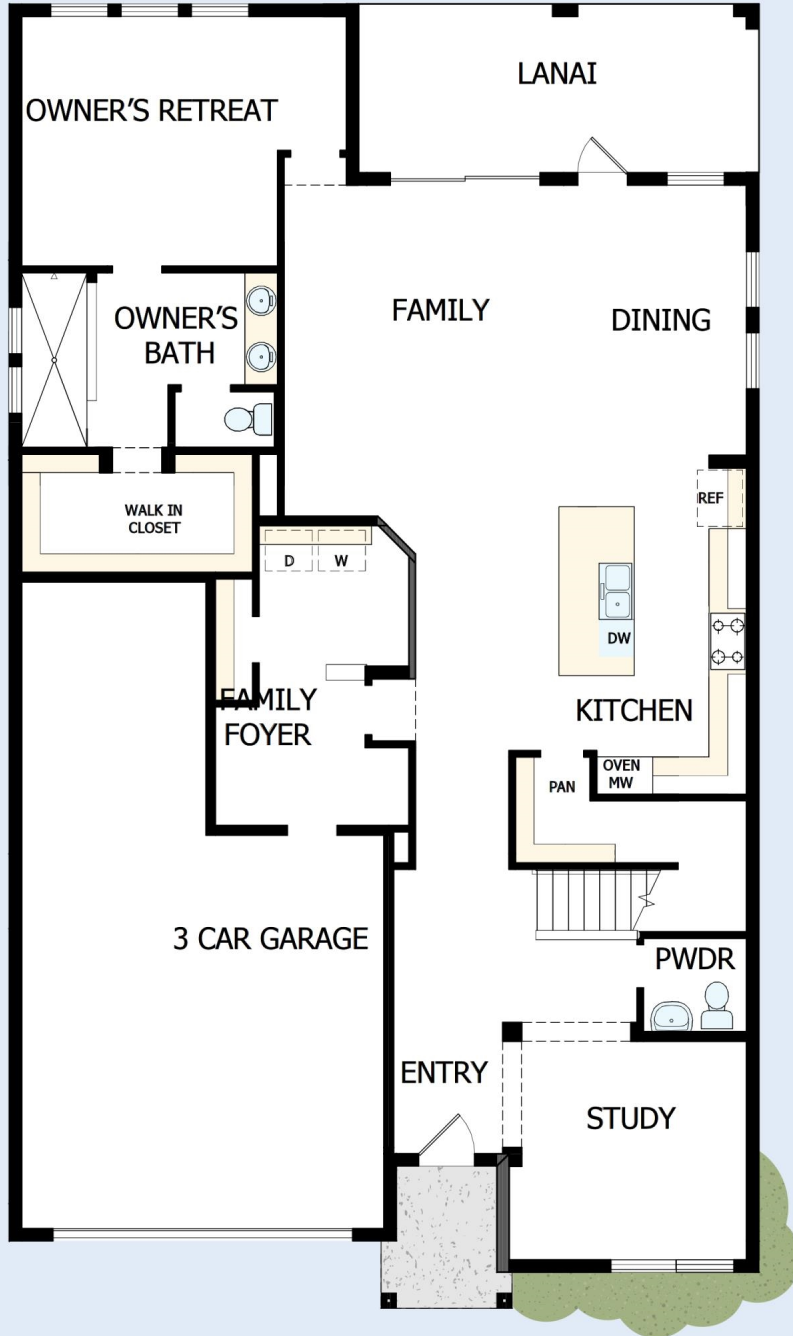 LANAI
OWNER'S RETREAT
FAMILY
DINING
OWNER'S
BATH
WALK IN
CLOSET
REF
D
W
DW
FAMILY
FOYER
KITCHEN
OVEN
MW
PAN
3 CAR GARAGE
PWDR
ENTRY
STUDY